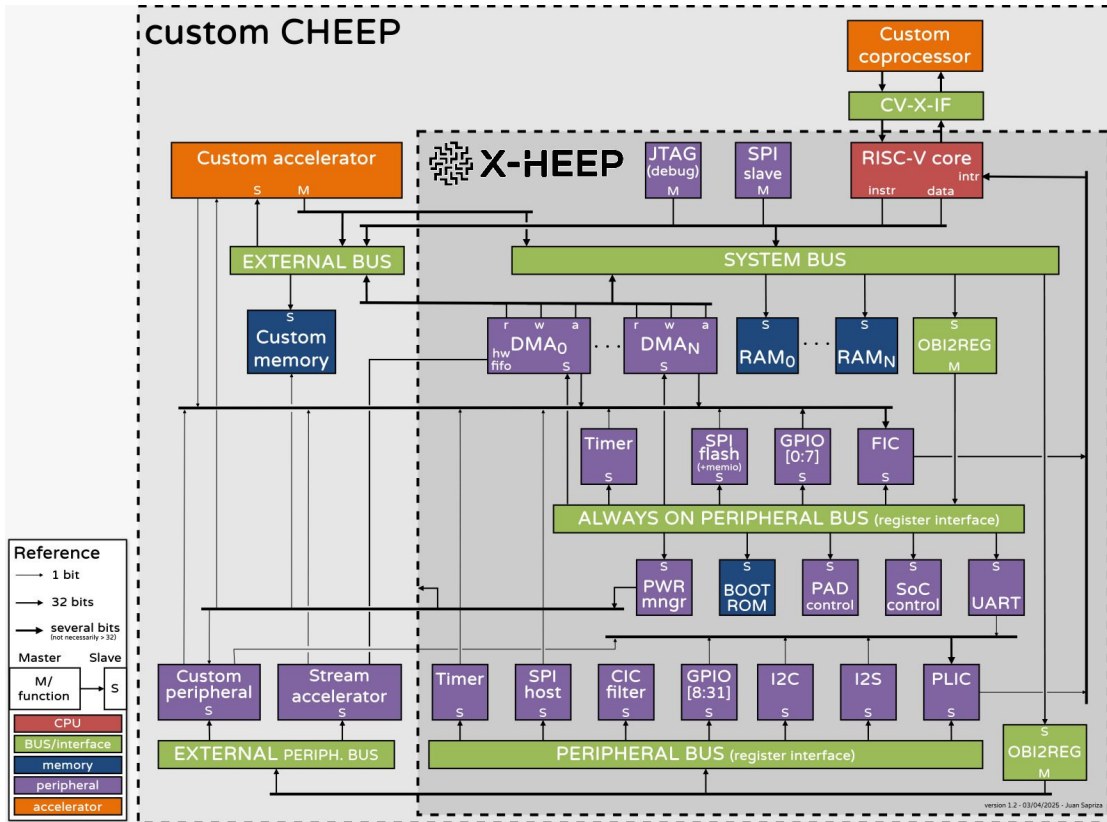 custom CHEEP
Custom
coprocessor
CV-X-IF
Custom accelerator
S M
X-HEEP
JTAG
(debug)
M
SPI
slave
M
RISC-V core
intr
instr data
EXTERNAL BUS
SYSTEM BUS
S
Custom
memory
r w a
DMA0
hw
fifo
S
. . .
r w a
DMAN
S
S
RAM0
. . .
S
RAMN
S
OBI2REG
M
Timer
S
SPI
flash
(+memio)
S
GPIO
[0:7]
S
FIC
S
ALWAYS ON PERIPHERAL BUS (register interface)
S
PWR
mngr
S
BOOT
ROM
S
PAD
control
S
SoC
control
S
UART
Custom
peripheral
S
Stream
accelerator
S
Timer
S
SPI
host
S
CIC
filter
S
GPIO
[8:31]
S
I2C
S
I2S
S
PLIC
S
EXTERNAL PERIPH. BUS
PERIPHERAL BUS (register interface)
S
OBI2REG
M
Reference
1 bit
32 bits
several bits
(not necessarily > 32)
Master Slave
M/
function
S
CPU
BUS/interface
memory
peripheral
accelerator
version 1.2 - 03/04/2025 - Juan Sapriza